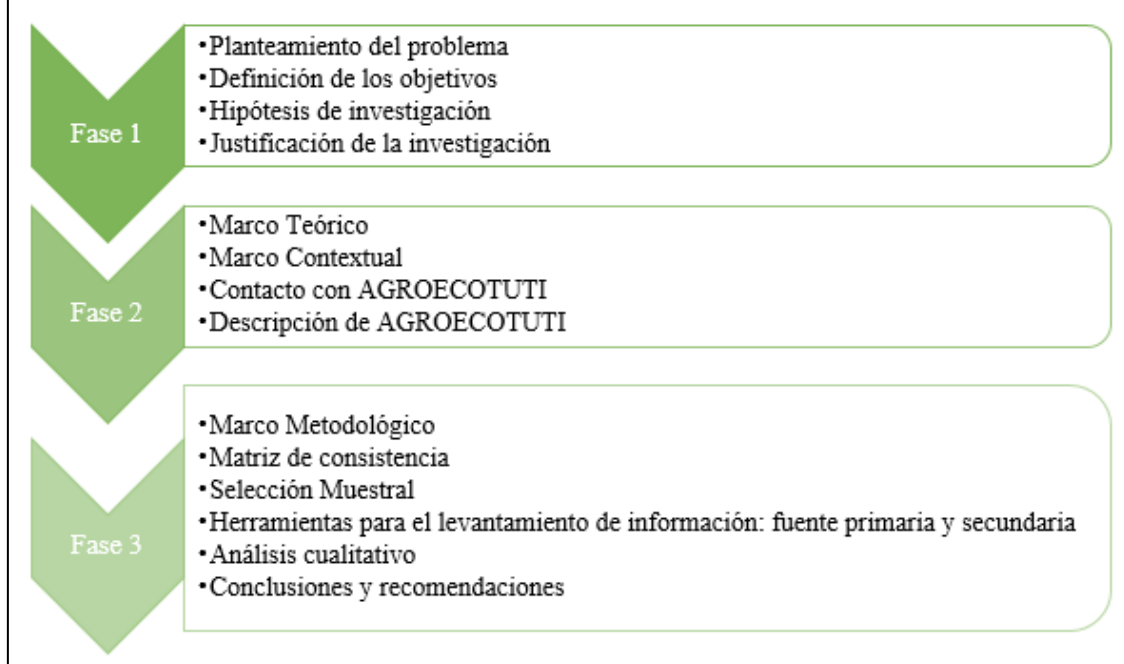 Fase 1
•Planteamiento del problema
•Definición de los objetivos
•Hipótesis de investigación
•Justificación de la investigación
Fase 2
•Marco Teórico
•Marco Contextual
•Contacto con AGROECOTUTI
•Descripción de AGROECOTUTI
Fase 3
•Marco Metodológico
•Matriz de consistencia
•Selección Muestral
•Herramientas para el levantamiento de información: fuente primaria y secundaria
•Análisis cualitativo
•Conclusiones y recomendaciones